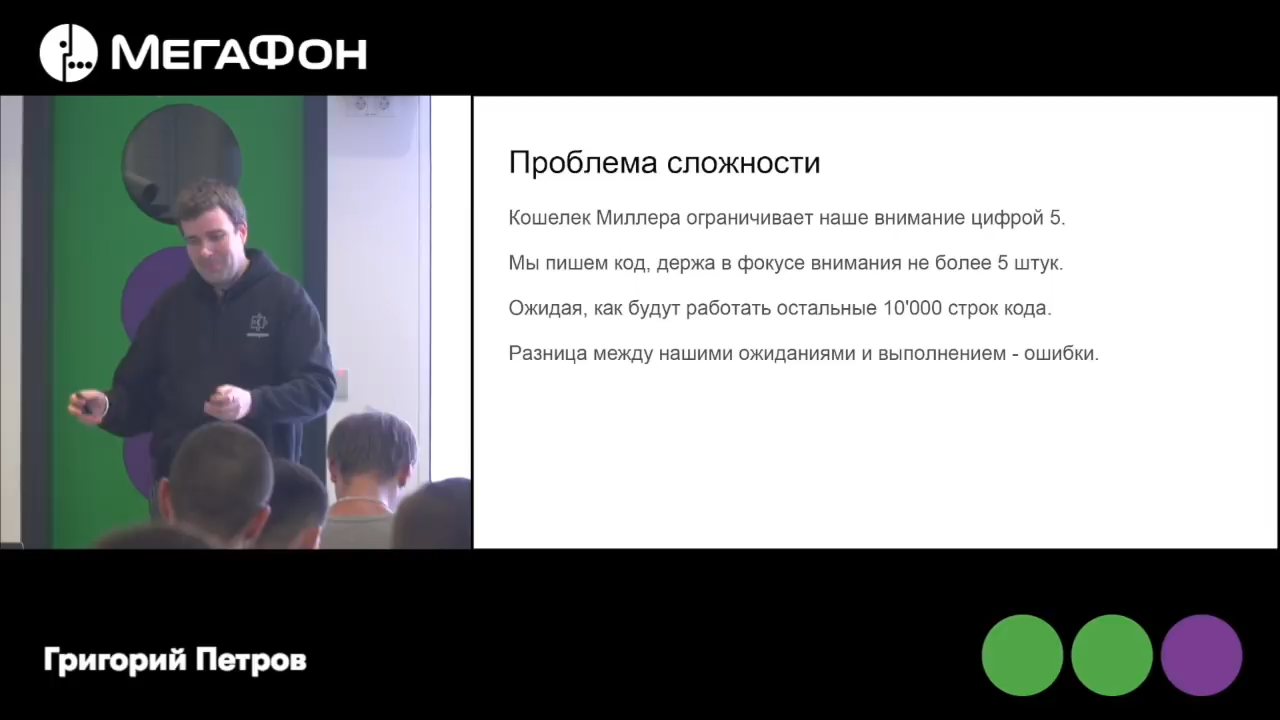 МЕГАФОН
Проблема сложности
Кошелек Миллера ограничивает наше внимание цифрой 5.
Мы пишем код, держа в фокусе внимания не более 5 штук.
Ожидая, как будут работать остальные 10'000 строк кода.
Разница между нашими ожиданиями и выполнением - ошибки.
Григорий Петров